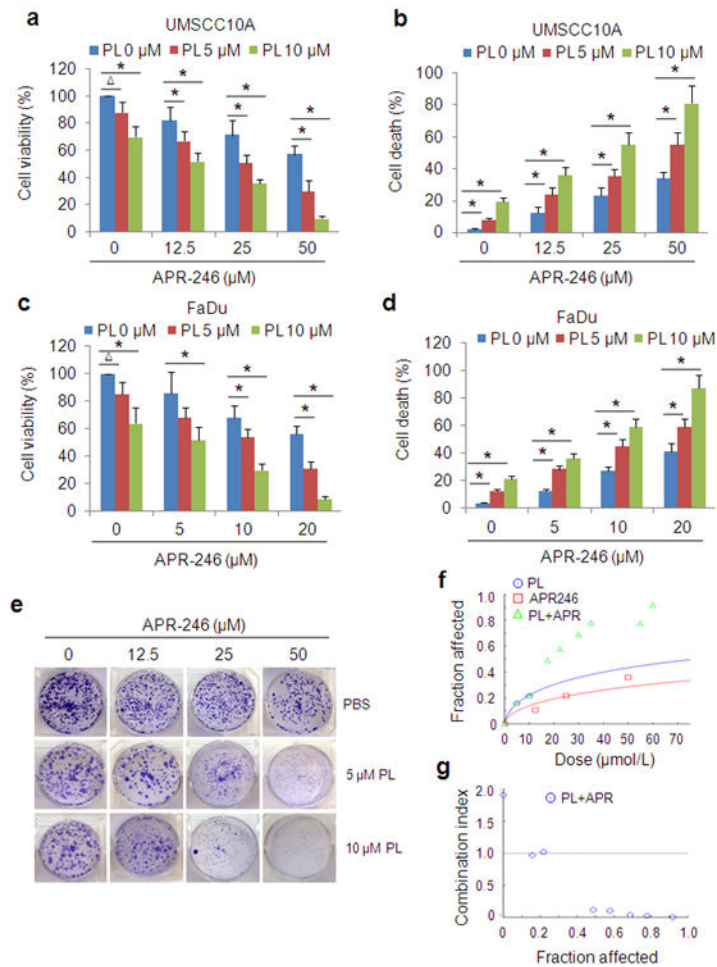 a
UMSCC10A
PL 0 µM PL 5 µM PL 10 µM
Cell viability (%)
120
100
80
60
40
20
0
Δ * * * * * * *
0 12.5 25 50
APR-246 (µM)
b
UMSCC10A
PL 0 µM PL 5 µM PL 10 µM
Cell death (%)
100
80
60
40
20
0
* * * * * * * *
0 12.5 25 50
APR-246 (µM)
c
FaDu
PL 0 µM PL 5 µM PL 10 µM
Cell viability (%)
120
100
80
60
40
20
0
Δ * * * * * *
0 5 10 20
APR-246 (µM)
d
FaDu
PL 0 µM PL 5 µM PL 10 µM
Cell death (%)
100
80
60
40
20
0
* * * * * * * *
0 5 10 20
APR-246 (µM)
e
APR-246 (µM)
0 12.5 25 50
PBS
5 µM PL
10 µM PL
f
PL
APR246
PL+APR
Fraction affected
1.0
0.8
0.6
0.4
0.2
0
0 10 20 30 40 50 60 70
Dose (µmol/L)
g
PL+APR
Combination index
2.0
1.5
1.0
0.5
0
0 0.2 0.4 0.6 0.8 1.0
Fraction affected